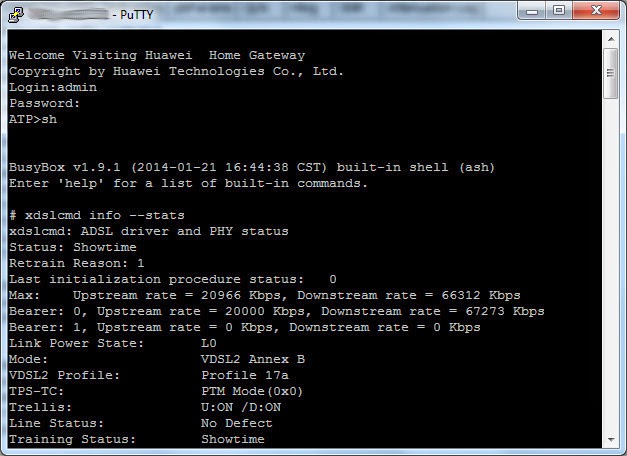 - PuTTY
Welcome Visiting Huawei  Home Gateway
Copyright by Huawei Technologies Co., Ltd.
Login:admin
Password:
ATP>sh
BusyBox v1.9.1 (2014-01-21 16:44:38 CST) built-in shell (ash)
Enter 'help' for a list of built-in commands.
# xdslcmd info --stats
xdslcmd: ADSL driver and PHY status
Status: Showtime
Retrain Reason: 1
Last initialization procedure status:   0
Max:    Upstream rate = 20966 Kbps, Downstream rate = 66312 Kbps
Bearer: 0, Upstream rate = 20000 Kbps, Downstream rate = 67273 Kbps
Bearer: 1, Upstream rate = 0 Kbps, Downstream rate = 0 Kbps
Link Power State:       L0
Mode:                   VDSL2 Annex B
VDSL2 Profile:          Profile 17a
TPS-TC:                 PTM Mode(0x0)
Trellis:                U:ON /D:ON
Line Status:            No Defect
Training Status:        Showtime